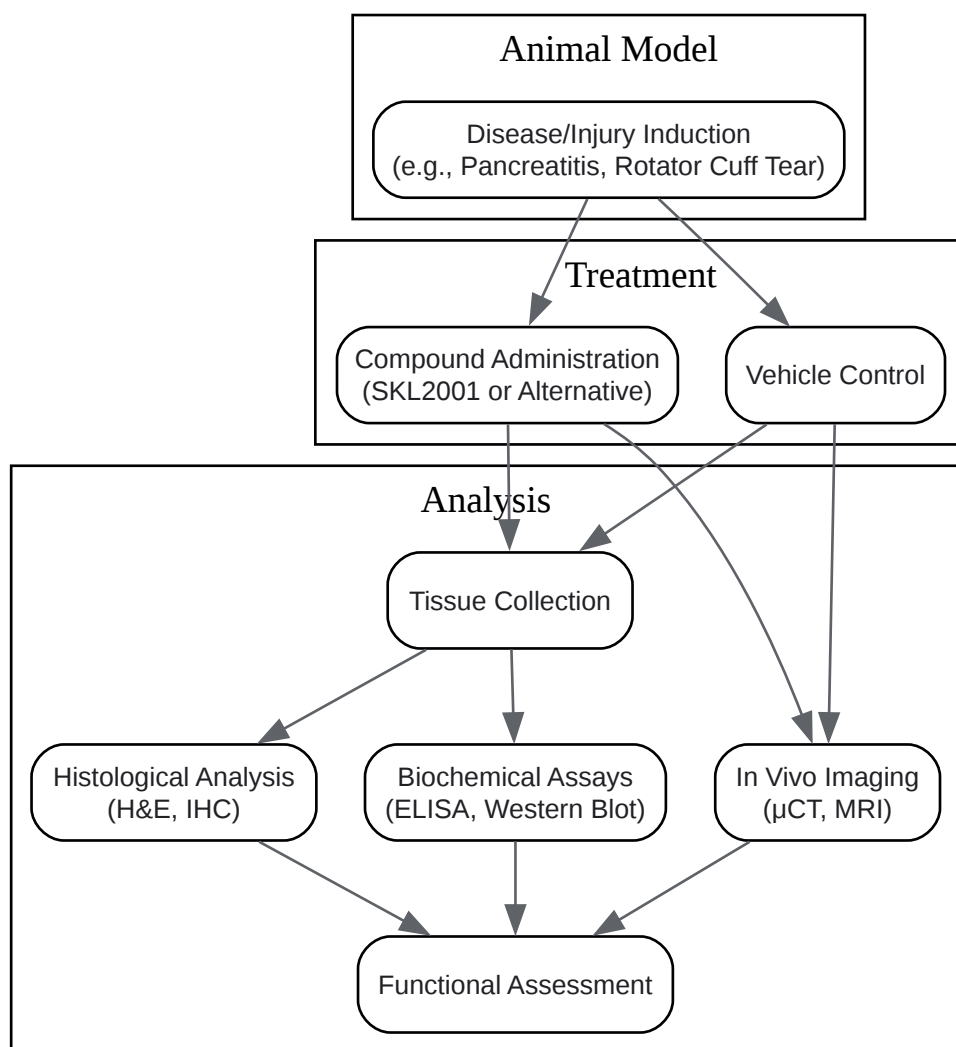 Animal Model
Disease/Injury Induction
(e.g., Pancreatitis, Rotator Cuff Tear)
Treatment
Compound Administration
(SKL2001 or Alternative)
Vehicle Control
Analysis
Tissue Collection
Histological Analysis
(H&E, IHC)
Biochemical Assays
(ELISA, Western Blot)
In Vivo Imaging
(µCT, MRI)
Functional Assessment